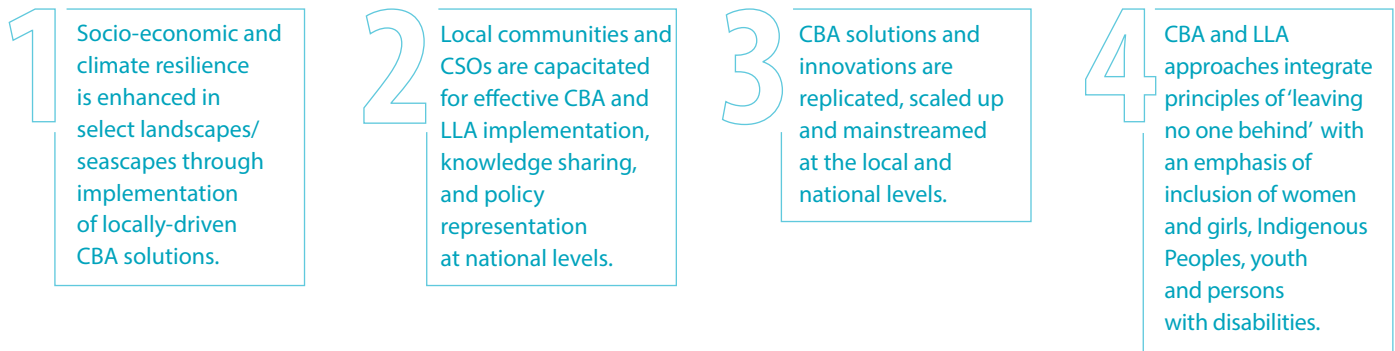 1
Socio-economic and
climate resilience
is enhanced in
select landscapes/
seascapes through
implementation
of locally-driven
CBA solutions.
2
Local communities and
CSOs are capacitated
for effective CBA and
LLA implementation,
knowledge sharing,
and policy
representation
at national levels.
3
CBA solutions and
innovations are
replicated, scaled up
and mainstreamed
at the local and
national levels.
4
CBA and LLA
approaches integrate
principles of ‘leaving
no one behind’ with
an emphasis of
inclusion of women
and girls, Indigenous
Peoples, youth
and persons
with disabilities.